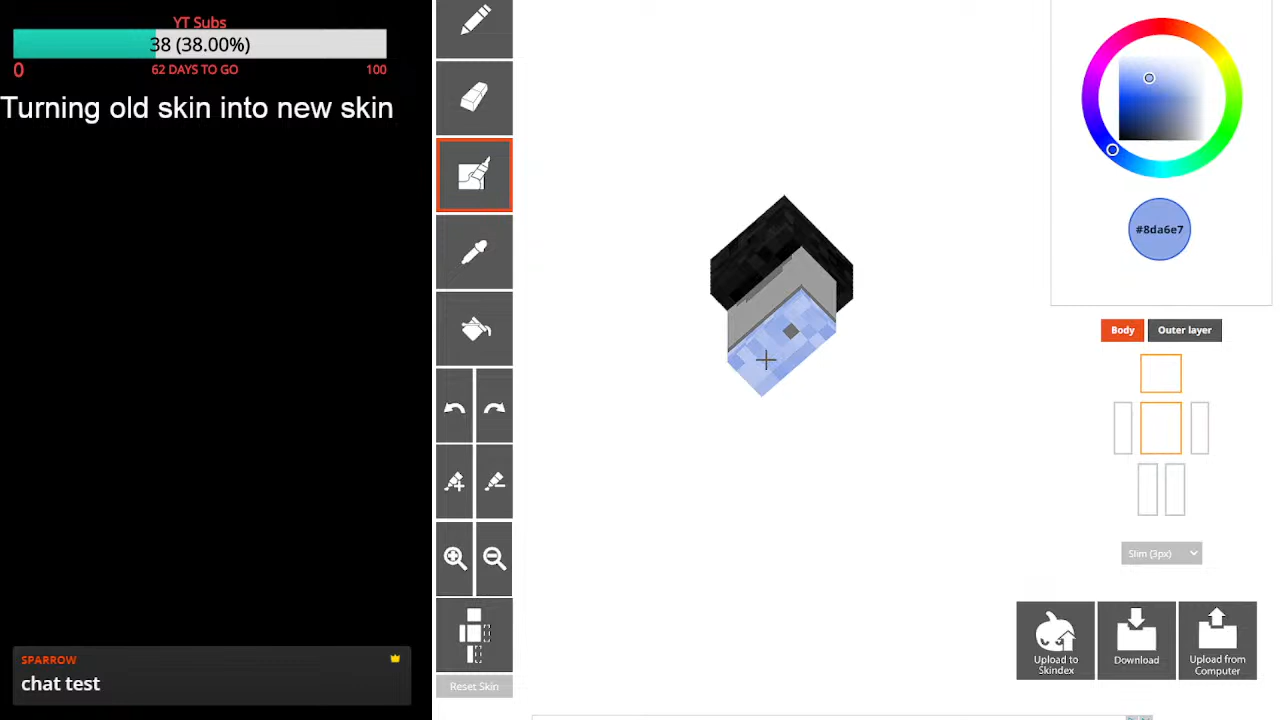 YT Subs
38 (38.00%)
0
62 DAYS TO GO
100
Turning old skin into new skin
SPARROW
chat test
Reset Skin
#8da6e7
Body
Outer layer
Slim (3px)
Upload to
Skindex
Download
Upload from
Computer